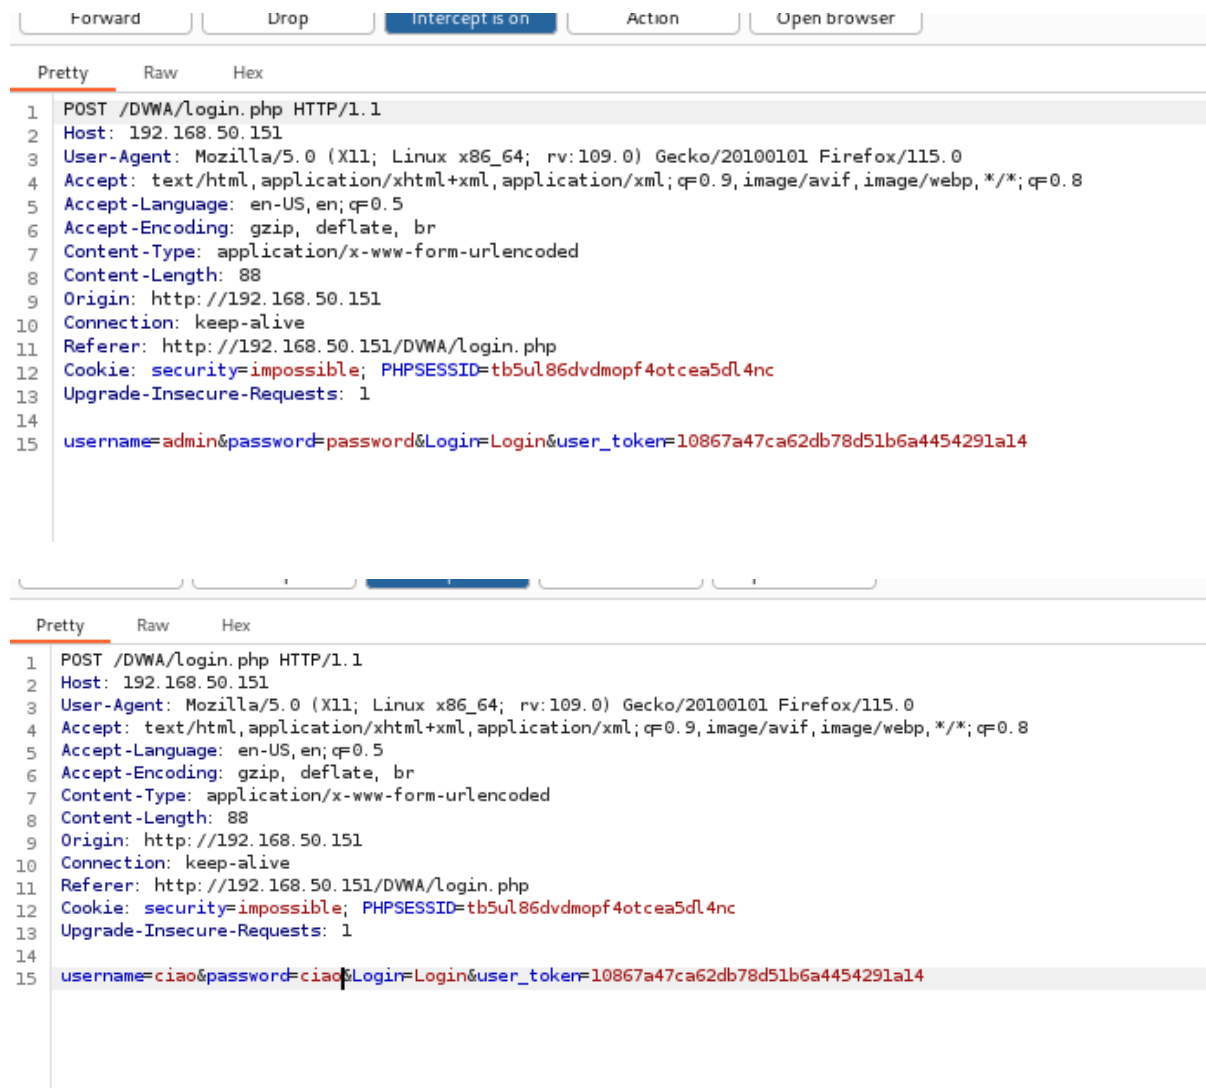 Forward Drop Intercept is on Action Open browser
Pretty Raw Hex
1 POST /DVWA/login.php HTTP/1.1
2 Host: 192.168.50.151
3 User-Agent: Mozilla/5.0 (X11; Linux x86_64; rv:109.0) Gecko/20100101 Firefox/115.0
4 Accept: text/html,application/xhtml+xml,application/xml;q=0.9,image/avif,image/webp,*/*;q=0.8
5 Accept-Language: en-US,en;q=0.5
6 Accept-Encoding: gzip, deflate, br
7 Content-Type: application/x-www-form-urlencoded
8 Content-Length: 88
9 Origin: http://192.168.50.151
10 Connection: keep-alive
11 Referer: http://192.168.50.151/DVWA/login.php
12 Cookie: security=impossible; PHPSESSID=tb5ul86dvdmopf4otcea5dl4nc
13 Upgrade-Insecure-Requests: 1
14
15 username=admin&password=password&Login=Login&user_token=10867a47ca62db78d51b6a4454291a14
Pretty Raw Hex
1 POST /DVWA/login.php HTTP/1.1
2 Host: 192.168.50.151
3 User-Agent: Mozilla/5.0 (X11; Linux x86_64; rv:109.0) Gecko/20100101 Firefox/115.0
4 Accept: text/html,application/xhtml+xml,application/xml;q=0.9,image/avif,image/webp,*/*;q=0.8
5 Accept-Language: en-US,en;q=0.5
6 Accept-Encoding: gzip, deflate, br
7 Content-Type: application/x-www-form-urlencoded
8 Content-Length: 88
9 Origin: http://192.168.50.151
10 Connection: keep-alive
11 Referer: http://192.168.50.151/DVWA/login.php
12 Cookie: security=impossible; PHPSESSID=tb5ul86dvdmopf4otcea5dl4nc
13 Upgrade-Insecure-Requests: 1
14
15 username=ciao&password=ciao&Login=Login&user_token=10867a47ca62db78d51b6a4454291a14